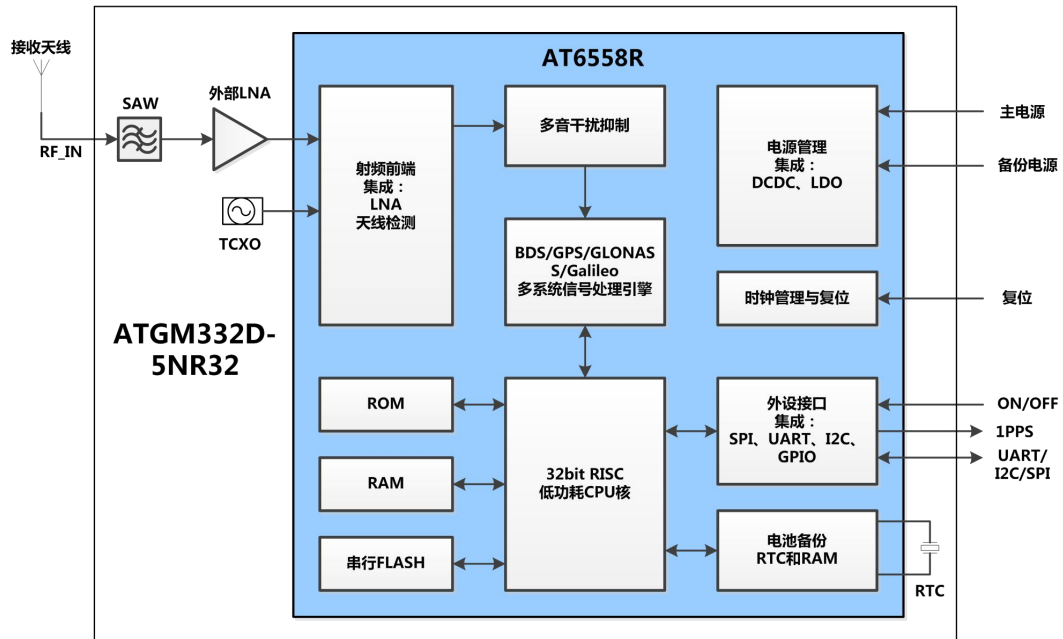 AT6558R
接收天线
SAW
外部LNA
RF_IN
TCXO
射频前端
集成：
LNA
天线检测
多音干扰抑制
BDS/GPS/GLONAS
S/Galileo
多系统信号处理引擎
电源管理
集成：
DCDC、LDO
主电源
备份电源
时钟管理与复位
复位
ATGM332D-
5NR32
ROM
RAM
串行FLASH
32bit RISC
低功耗CPU核
外设接口
集成：
SPI、UART、I2C、
GPIO
ON/OFF
1PPS
UART/
I2C/SPI
电池备份
RTC和RAM
RTC